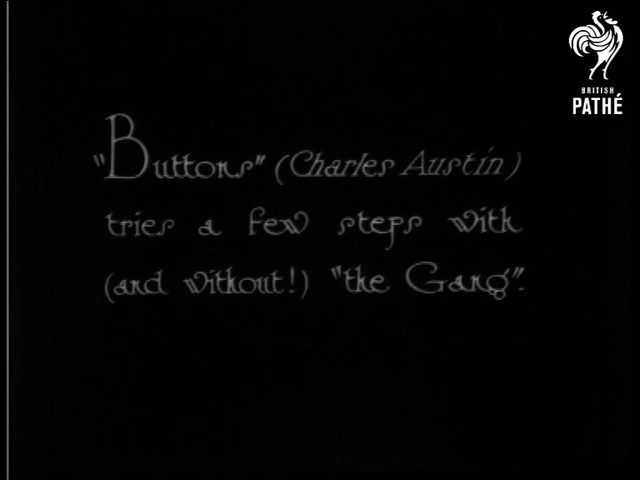 BRITISH
PATHÉ
"Buttons" (Charles Austin)
tries a few steps with
(and without!) "the Gang".